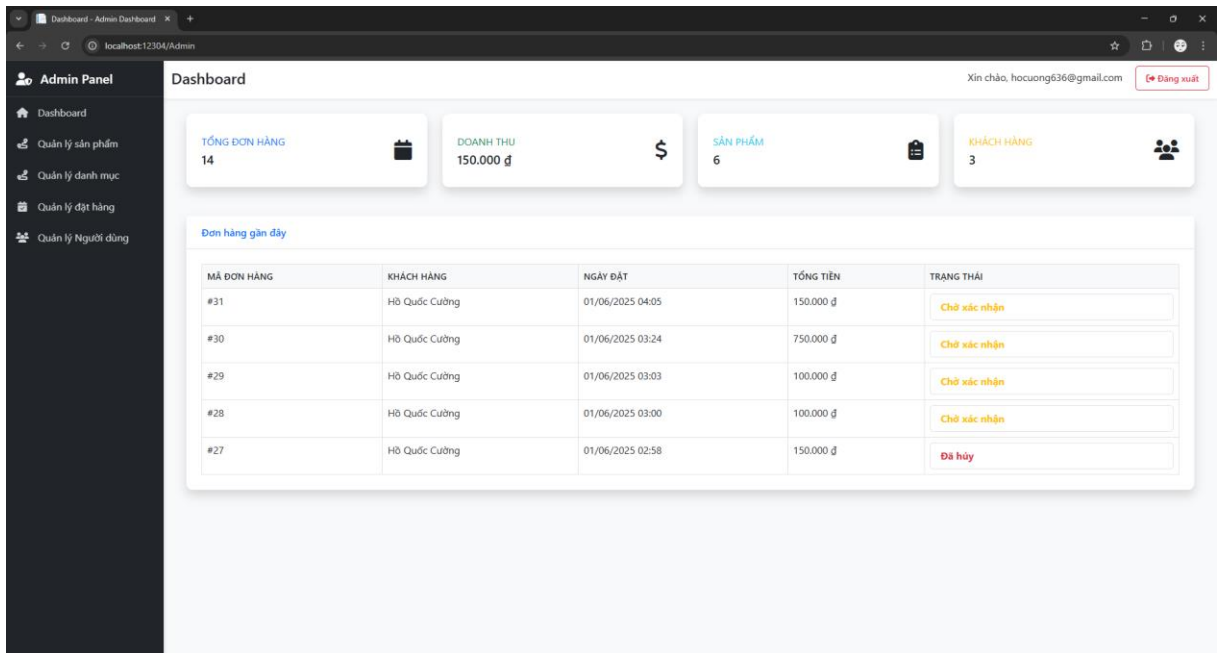 Dashboard - Admin Dashboard
localhost:12304/Admin
Admin Panel
Dashboard
Xin chào, hocuong636@gmail.com
Đăng xuất
Dashboard
Quản lý sản phẩm
Quản lý danh mục
Quản lý đặt hàng
Quản lý Người dùng
TỔNG ĐƠN HÀNG
14
DOANH THU
150.000 ₫
SẢN PHẨM
6
KHÁCH HÀNG
3
Đơn hàng gần đây
MÃ ĐƠN HÀNG KHÁCH HÀNG NGÀY ĐẶT TỔNG TIỀN TRẠNG THÁI
#31 Hồ Quốc Cường 01/06/2025 04:05 150.000 ₫ Chờ xác nhận
#30 Hồ Quốc Cường 01/06/2025 03:24 750.000 ₫ Chờ xác nhận
#29 Hồ Quốc Cường 01/06/2025 03:03 100.000 ₫ Chờ xác nhận
#28 Hồ Quốc Cường 01/06/2025 03:00 100.000 ₫ Chờ xác nhận
#27 Hồ Quốc Cường 01/06/2025 02:58 150.000 ₫ Đã hủy